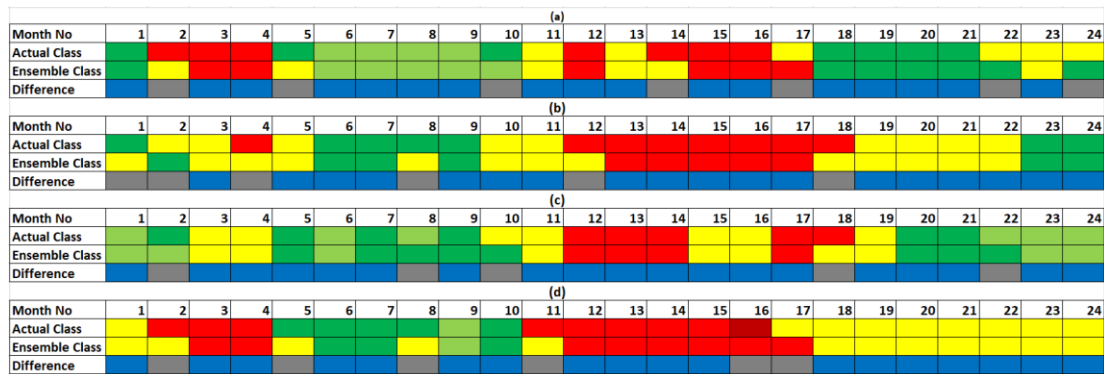 (a)
Month No 1 2 3 4 5 6 7 8 9 10 11 12 13 14 15 16 17 18 19 20 21 22 23 24
Actual Class
Ensemble Class
Difference
(b)
Month No 1 2 3 4 5 6 7 8 9 10 11 12 13 14 15 16 17 18 19 20 21 22 23 24
Actual Class
Ensemble Class
Difference
(c)
Month No 1 2 3 4 5 6 7 8 9 10 11 12 13 14 15 16 17 18 19 20 21 22 23 24
Actual Class
Ensemble Class
Difference
(d)
Month No 1 2 3 4 5 6 7 8 9 10 11 12 13 14 15 16 17 18 19 20 21 22 23 24
Actual Class
Ensemble Class
Difference